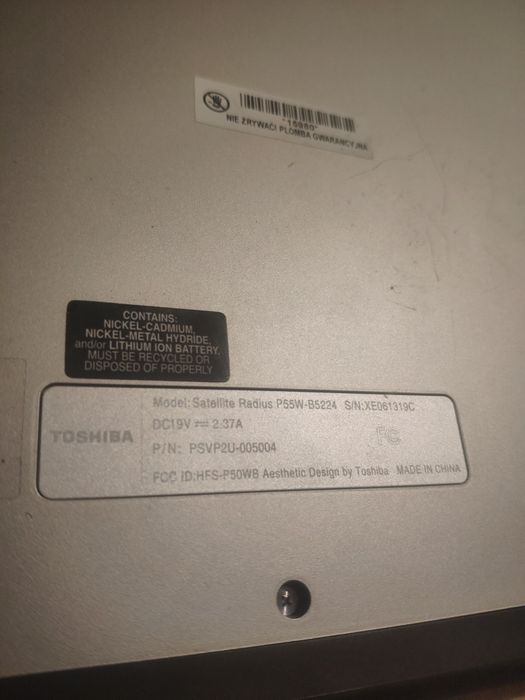 *15980*
NIE ZRYWAĆ! PLOMBA GWARANCYJNA
CONTAINS:
NICKEL-CADMIUM,
NICKEL-METAL HYDRIDE,
and/or LITHIUM ION BATTERY.
MUST BE RECYCLED OR
DISPOSED OF PROPERLY
TOSHIBA
Model: Satellite Radius P55W-B5224 S/N:XE061319C
DC19V ⎓ 2.37A
P/N: PSVP2U-005004
FC
FCC ID:HFS-P50WB Aesthetic Design by Toshiba MADE IN CHINA